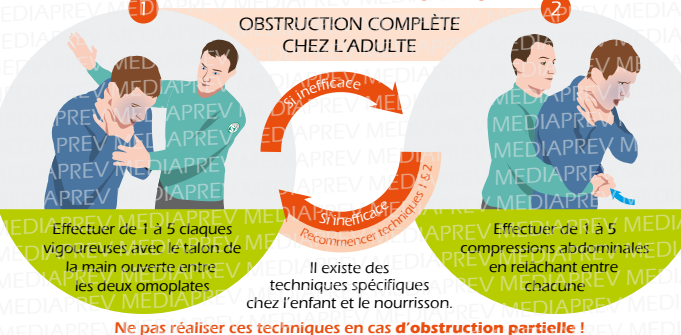 1
2
OBSTRUCTION COMPLÈTE
CHEZ L'ADULTE
Si inefficace
Si inefficace
Recommencer techniques 1 & 2
Effectuer de 1 à 5 claques
vigoureuses avec le talon de
la main ouverte entre
les deux omoplates
Effectuer de 1 à 5
compressions abdominales
en relâchant entre
chacune
Il existe des
techniques spécifiques
chez l'enfant et le nourrisson.
Ne pas réaliser ces techniques en cas d'obstruction partielle !
MEDIAPREV